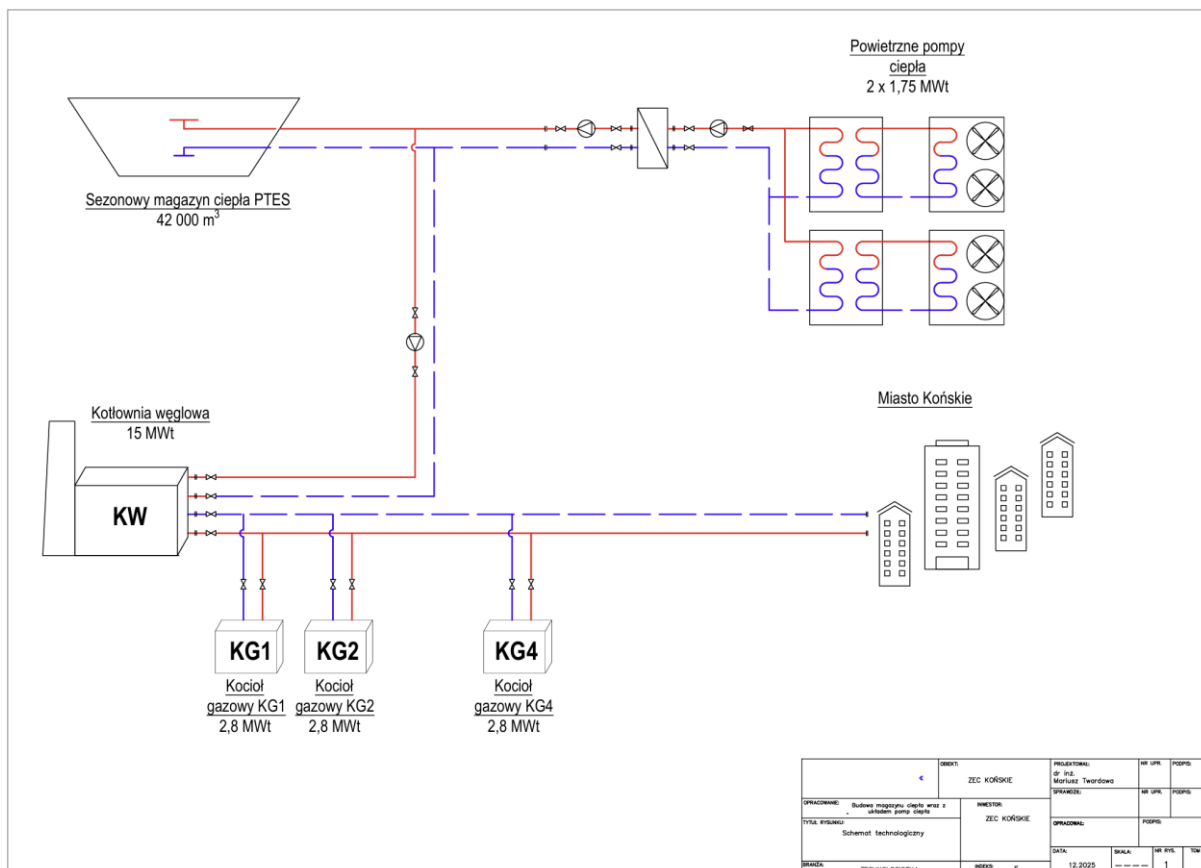 Powietrzne pompy
ciepła
2 x 1,75 MWt
Sezonowy magazyn ciepła PTES
42 000 m³
Kotłownia węglowa
15 MWt
KW
Miasto Końskie
KG1
KG2
KG4
Kocioł
gazowy KG1
2,8 MWt
Kocioł
gazowy KG2
2,8 MWt
Kocioł
gazowy KG4
2,8 MWt
OBIEKT:
ZEC KOŃSKIE
PROJEKTOWAŁ:
dr inż.
Mariusz Twardawa
NR UPR.
PODPIS:
SPRAWDZIŁ:
NR UPR.
PODPIS:
OPRACOWANIE:
Budowa magazynu ciepła wraz z
układem pomp ciepła
INWESTOR:
ZEC KOŃSKIE
TYTUŁ RYSUNKU:
Schemat technologiczny
OPRACOWAŁ:
PODPIS:
BRANŻA:
INDEKS:
DATA:
12.2025
SKALA:
----
NR RYS.
1
TOM